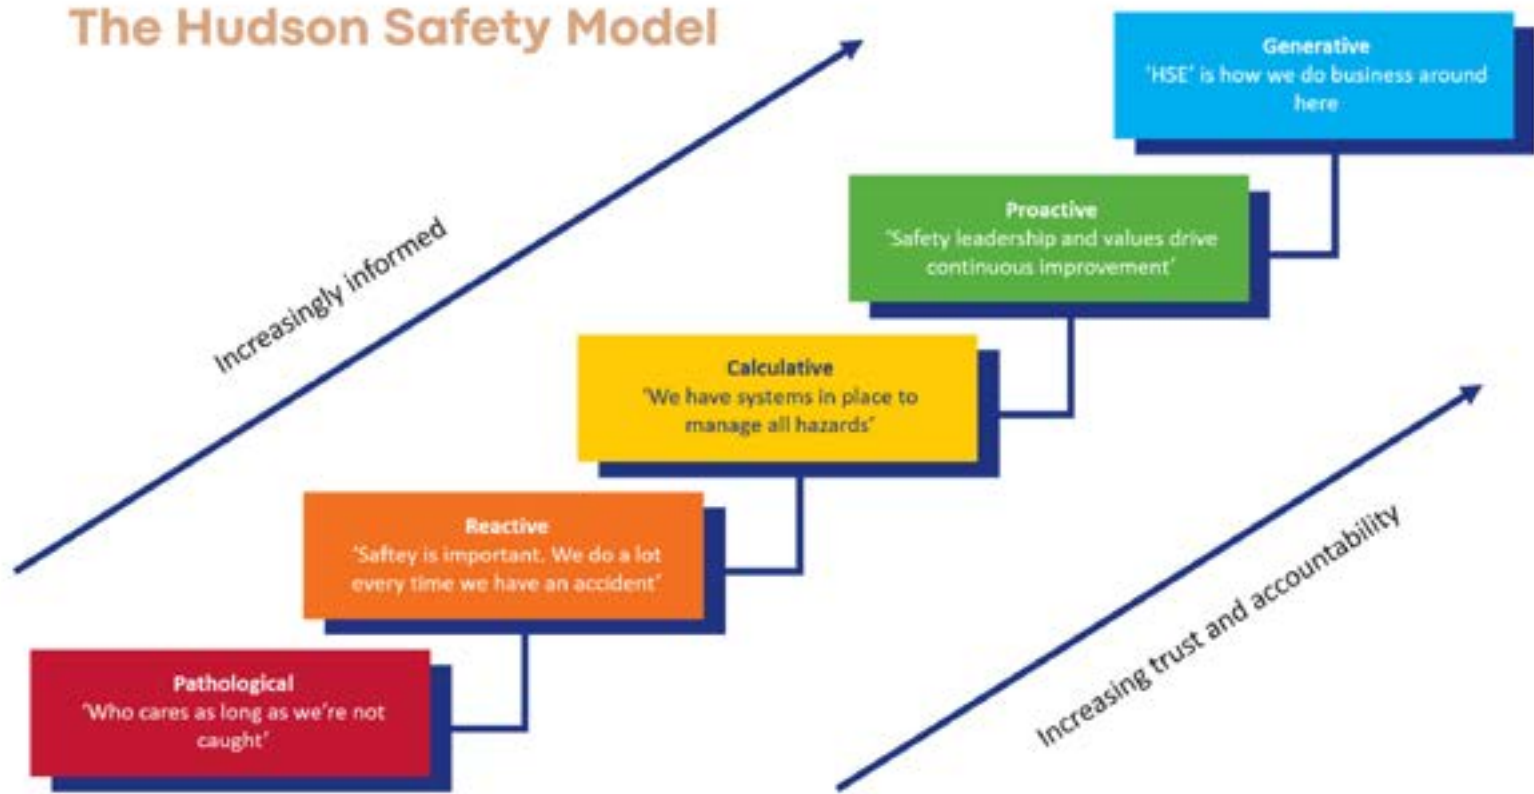 The Hudson Safety Model
Generative
'HSE' is how we do business around
here
Proactive
'Safety leadership and values drive
continuous improvement'
Increasingly informed
Calculative
'We have systems in place to
manage all hazards'
Reactive
'Saftey is important. We do a lot
every time we have an accident'
Increasing trust and accountability
Pathological
'Who cares as long as we're not
caught'